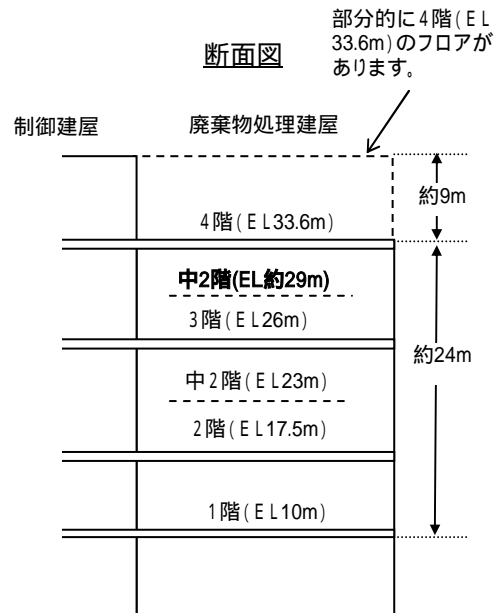 部分的に4階(EL
33.6m)のフロアが
あります。
断面図
制御建屋
廃棄物処理建屋
約9m
4階(EL33.6m)
中2階(EL約29m)
3階(EL26m)
約24m
中2階(EL23m)
2階(EL17.5m)
1階(EL10m)